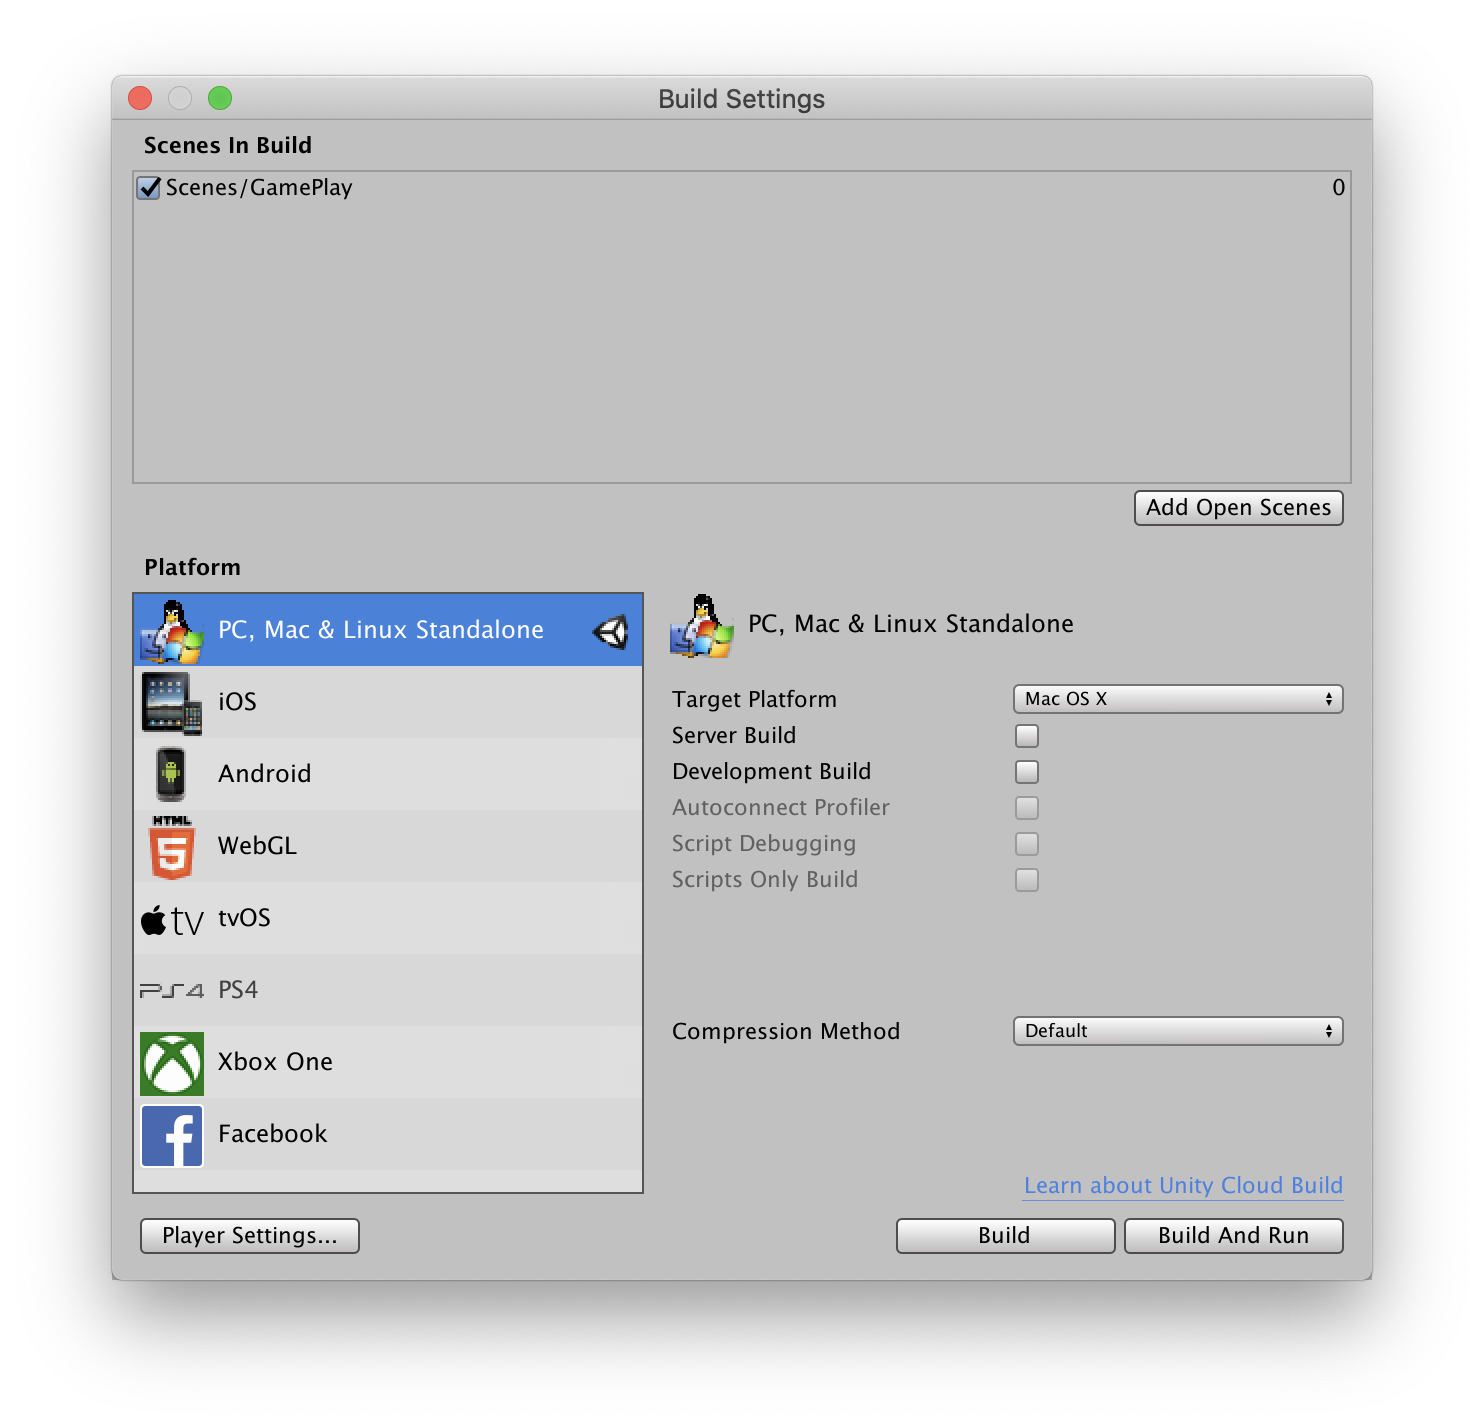 Build Settings
Scenes In Build
Scenes/GamePlay 0
Add Open Scenes
Platform
PC, Mac & Linux Standalone
iOS
Android
HTML
5
WebGL
tv tvOS
PS4 PS4
Xbox One
Facebook
PC, Mac & Linux Standalone
Target Platform Mac OS X
Server Build
Development Build
Autoconnect Profiler
Script Debugging
Scripts Only Build
Compression Method Default
Learn about Unity Cloud Build
Player Settings... Build Build And Run